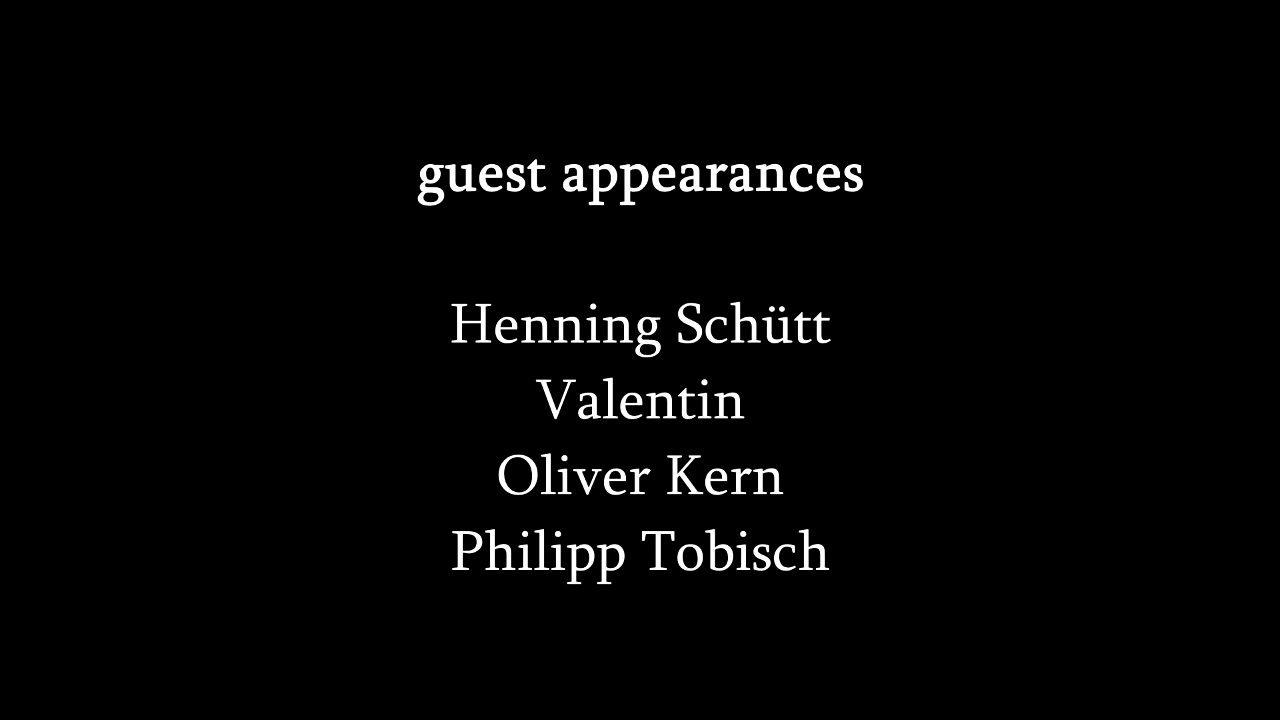 guest appearances
Henning Schütt
Valentin
Oliver Kern
Philipp Tobisch